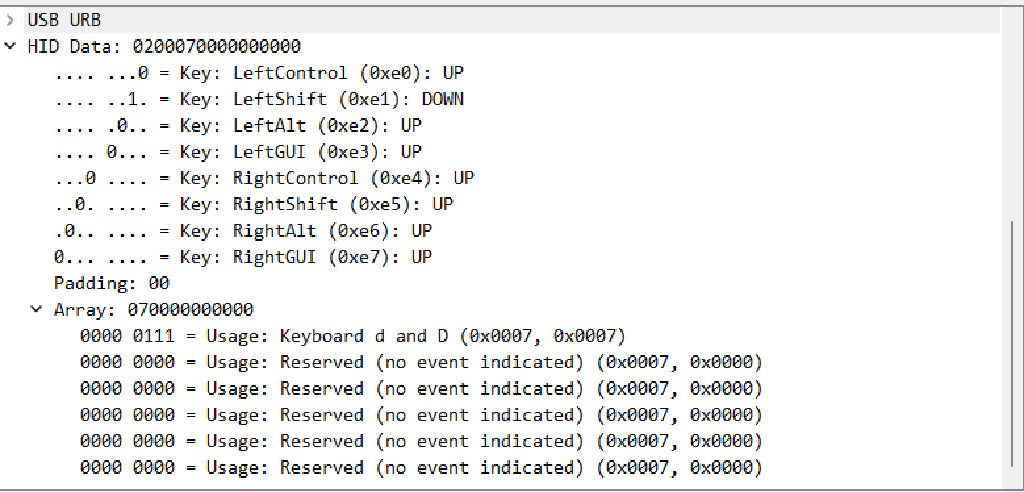 USB URB
HID Data: 0200070000000000
.... ...0 = Key: LeftControl (0xe0): UP
.... ..1. = Key: LeftShift (0xe1): DOWN
.... .0.. = Key: LeftAlt (0xe2): UP
.... 0... = Key: LeftGUI (0xe3): UP
...0 .... = Key: RightControl (0xe4): UP
..0. .... = Key: RightShift (0xe5): UP
.0.. .... = Key: RightAlt (0xe6): UP
0... .... = Key: RightGUI (0xe7): UP
Padding: 00
Array: 070000000000
0000 0111 = Usage: Keyboard d and D (0x0007, 0x0007)
0000 0000 = Usage: Reserved (no event indicated) (0x0007, 0x0000)
0000 0000 = Usage: Reserved (no event indicated) (0x0007, 0x0000)
0000 0000 = Usage: Reserved (no event indicated) (0x0007, 0x0000)
0000 0000 = Usage: Reserved (no event indicated) (0x0007, 0x0000)
0000 0000 = Usage: Reserved (no event indicated) (0x0007, 0x0000)